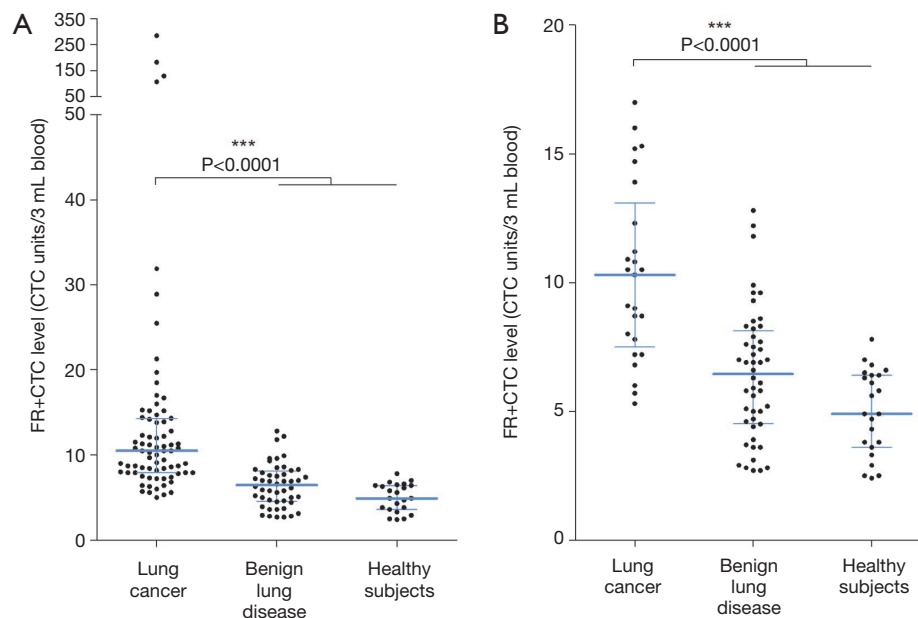 A
FR+CTC level (CTC units/3 mL blood)
350
250
150
50
50
40
30
20
10
0
***
P<0.0001
Lung
cancer
Benign
lung
disease
Healthy
subjects
B
FR+CTC level (CTC units/3 mL blood)
20
15
10
5
0
***
P<0.0001
Lung
cancer
Benign
lung
disease
Healthy
subjects